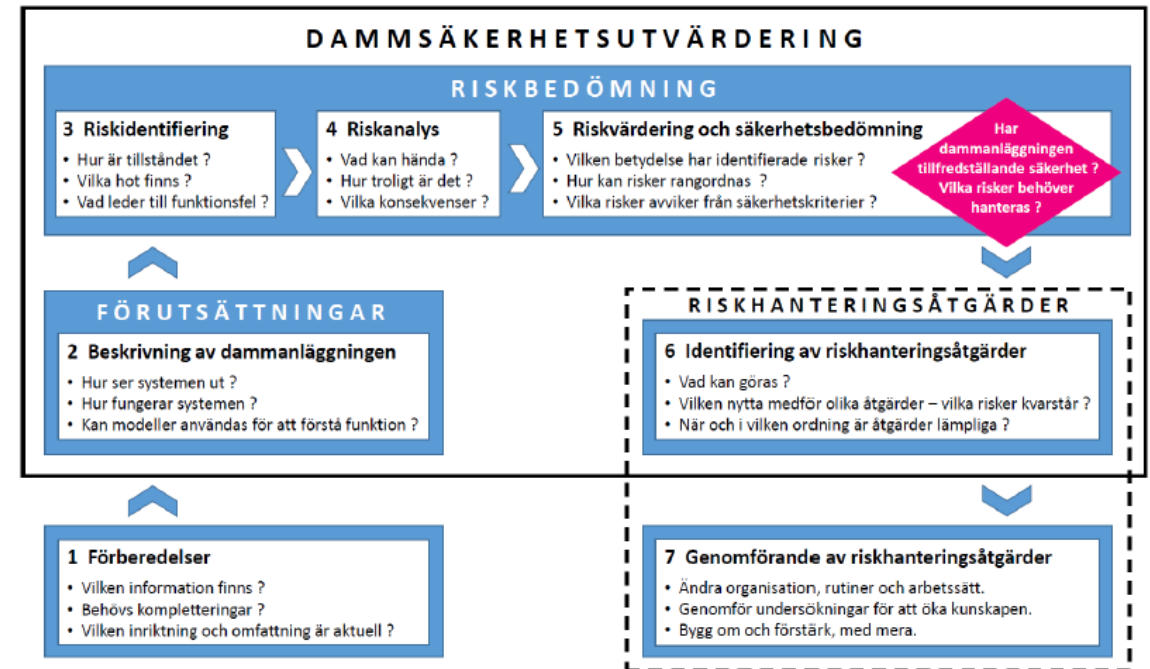 DAMMSÄKERHETSUTVÄRDERING
RISKBEDÖMNING
3 Riskidentifiering
• Hur är tillståndet ?
• Vilka hot finns ?
• Vad leder till funktionsfel ?
4 Riskanalys
• Vad kan hända ?
• Hur troligt är det ?
• Vilka konsekvenser ?
5 Riskvärdering och säkerhetsbedömning
• Vilken betydelse har identifierade risker ?
• Hur kan risker rangordnas ?
• Vilka risker avviker från säkerhetskriterier ?
Har
dammanläggningen
tillfredställande säkerhet ?
Vilka risker behöver
hanteras ?
FÖRUTSÄTTNINGAR
2 Beskrivning av dammanläggningen
• Hur ser systemen ut ?
• Hur fungerar systemen ?
• Kan modeller användas för att förstå funktion ?
RISKHANTERINGSÅTGÄRDER
6 Identifiering av riskhanteringsåtgärder
• Vad kan göras ?
• Vilken nytta medför olika åtgärder – vilka risker kvarstår ?
• När och i vilken ordning är åtgärder lämpliga ?
1 Förberedelser
• Vilken information finns ?
• Behövs kompletteringar ?
• Vilken inriktning och omfattning är aktuell ?
7 Genomförande av riskhanteringsåtgärder
• Ändra organisation, rutiner och arbetssätt.
• Genomför undersökningar för att öka kunskapen.
• Bygg om och förstärk, med mera.